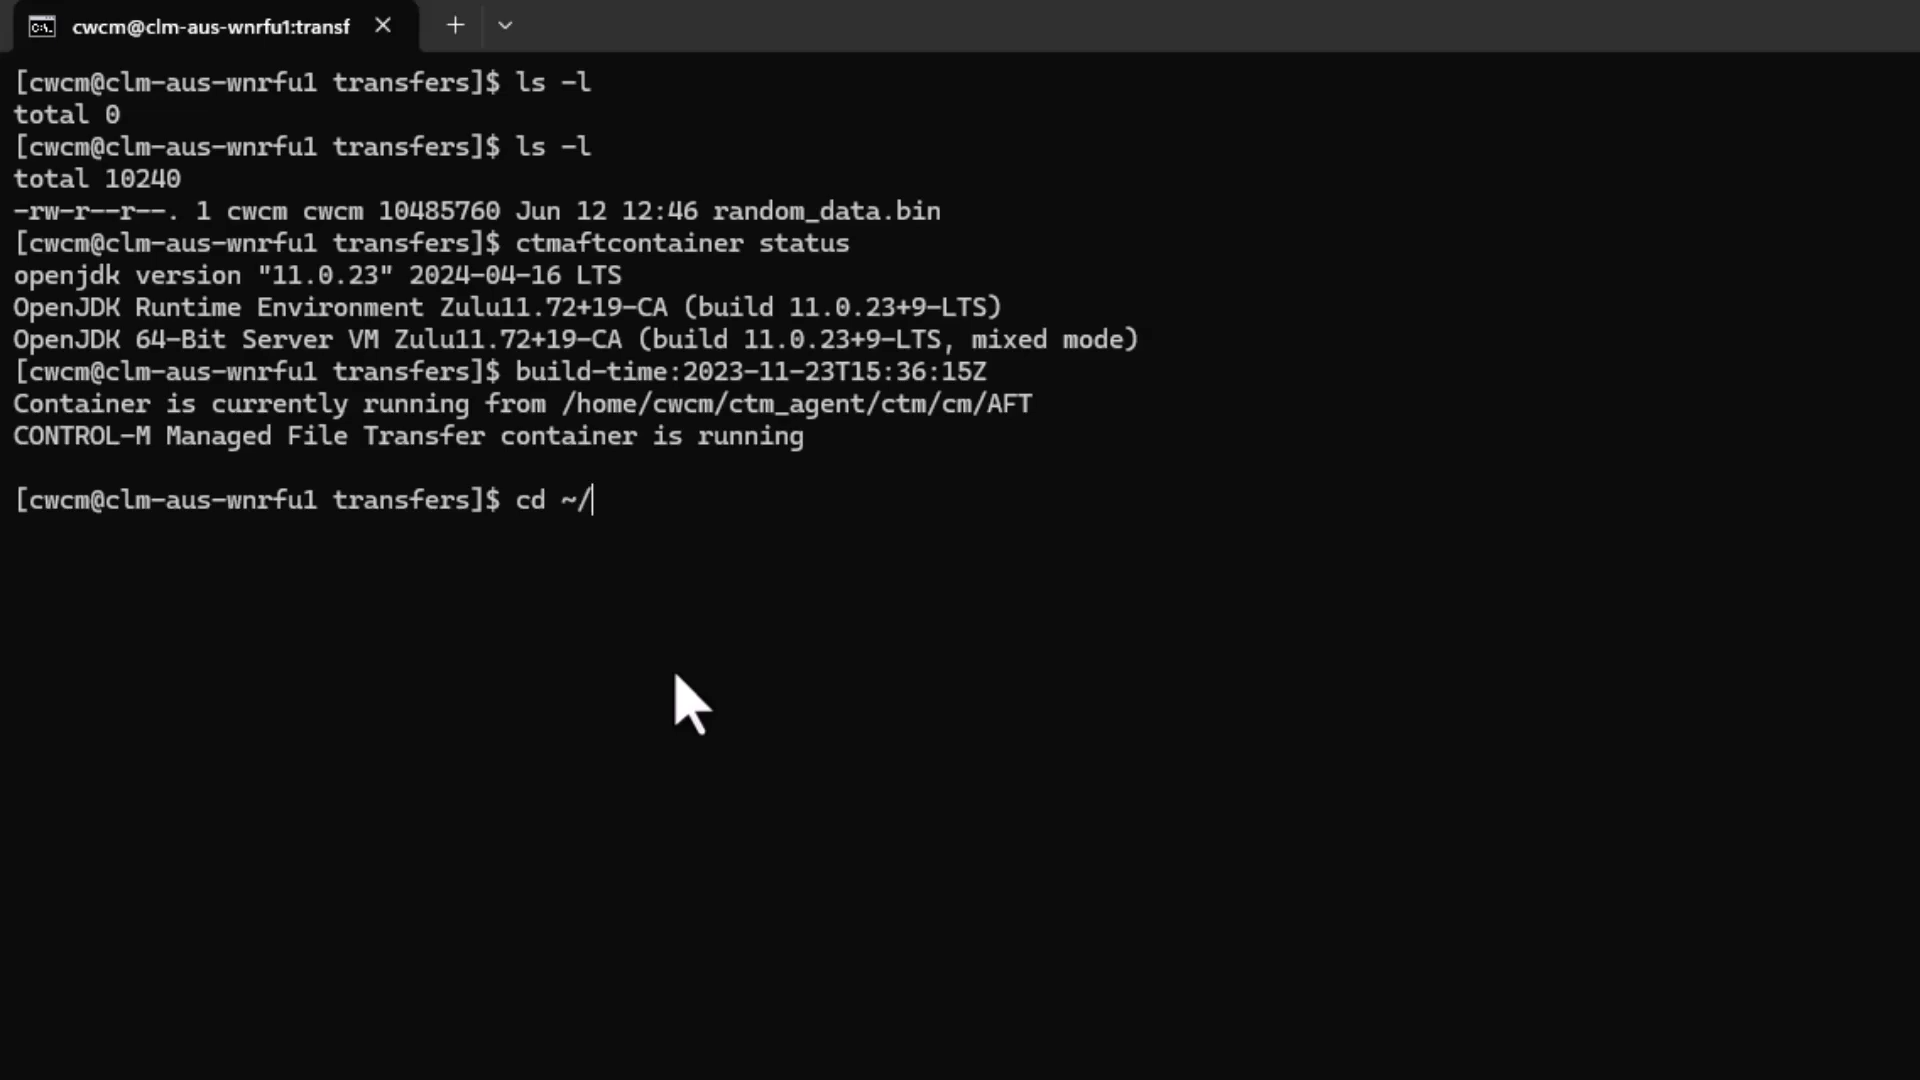 cwcm@clm-aus-wnrfu1:transf
[cwcm@clm-aus-wnrfu1 transfers]$ ls -l
total 0
[cwcm@clm-aus-wnrfu1 transfers]$ ls -l
total 10240
-rw-r--r--. 1 cwcm cwcm 10485760 Jun 12 12:46 random_data.bin
[cwcm@clm-aus-wnrfu1 transfers]$ ctmaftcontainer status
openjdk version "11.0.23" 2024-04-16 LTS
OpenJDK Runtime Environment Zulu11.72+19-CA (build 11.0.23+9-LTS)
OpenJDK 64-Bit Server VM Zulu11.72+19-CA (build 11.0.23+9-LTS, mixed mode)
[cwcm@clm-aus-wnrfu1 transfers]$ build-time:2023-11-23T15:36:15Z
Container is currently running from /home/cwcm/ctm_agent/ctm/cm/AFT
CONTROL-M Managed File Transfer container is running
[cwcm@clm-aus-wnrfu1 transfers]$ cd ~/